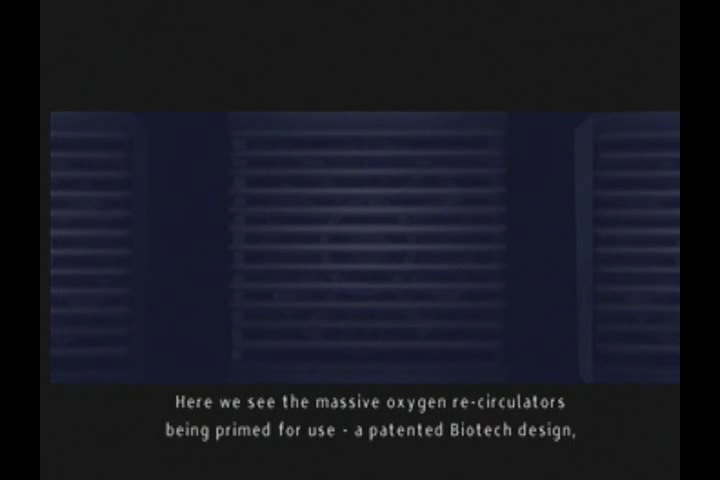 Here we see the massive oxygen re-circulators
being primed for use - a patented Biotech design,